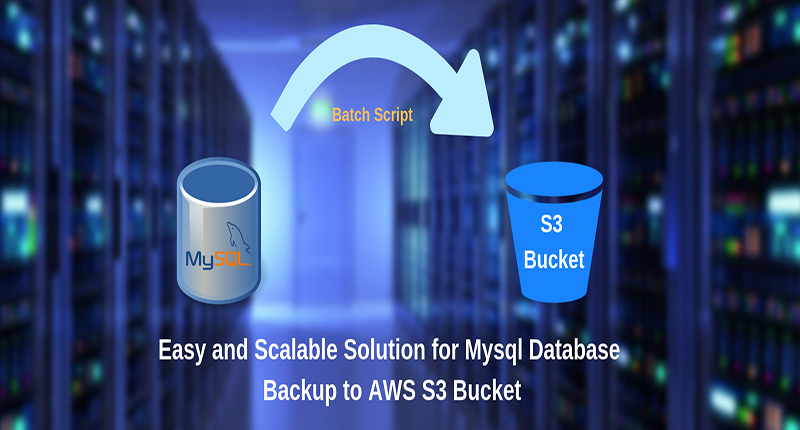 Batch Script
MySQL
S3
Bucket
Easy and Scalable Solution for Mysql Database
Backup to AWS S3 Bucket